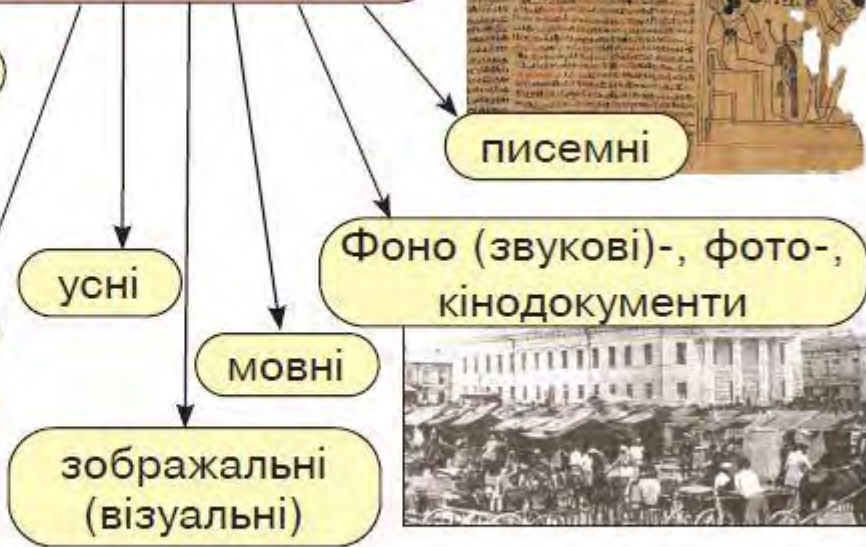 писемні
Фоно (звукові)-, фото-,
кінодокументи
усні
мовні
зображальні
(візуальні)